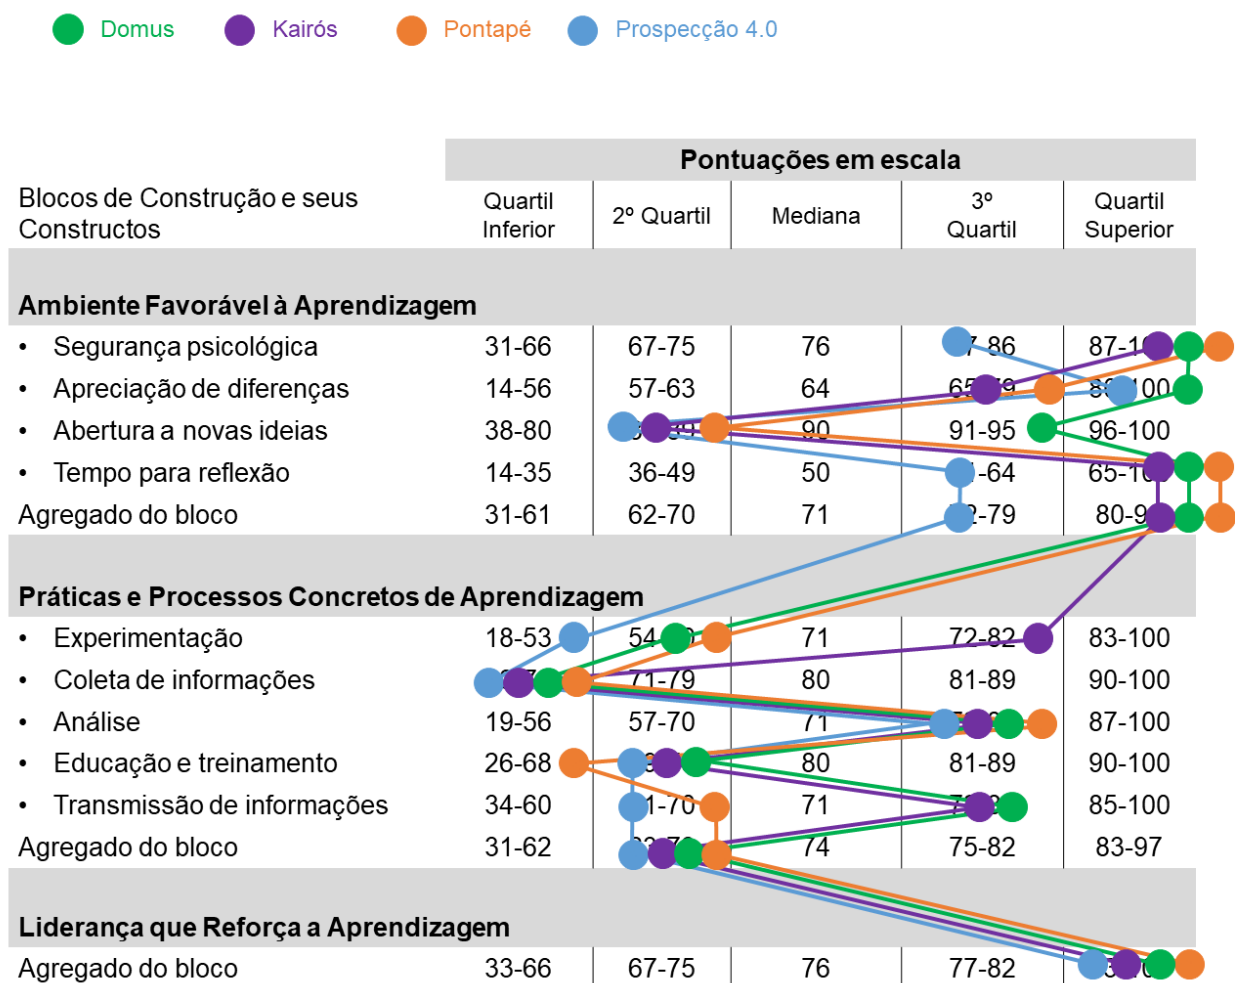 Domus Kairós Pontapé Prospecção 4.0
Pontuações em escala
Blocos de Construção e seus Constructos Quartil Inferior 2º Quartil Mediana 3º Quartil Quartil Superior
Ambiente Favorável à Aprendizagem
• Segurança psicológica 31-66 67-75 76 87-1
• Apreciação de diferenças 14-56 57-63 64
• Abertura a novas ideias 38-80 90 91-95 96-100
• Tempo para reflexão 14-35 36-49 50 65-
Agregado do bloco 31-61 62-70 71 80-9
Práticas e Processos Concretos de Aprendizagem
• Experimentação 18-53 54- 71 72-82 83-100
• Coleta de informações 71-79 80 81-89 90-100
• Análise 19-56 57-70 71 87-100
• Educação e treinamento 26-68 80 81-89 90-100
• Transmissão de informações 34-60 71 85-100
Agregado do bloco 31-62 74 75-82 83-97
Liderança que Reforça a Aprendizagem
Agregado do bloco 33-66 67-75 76 77-82